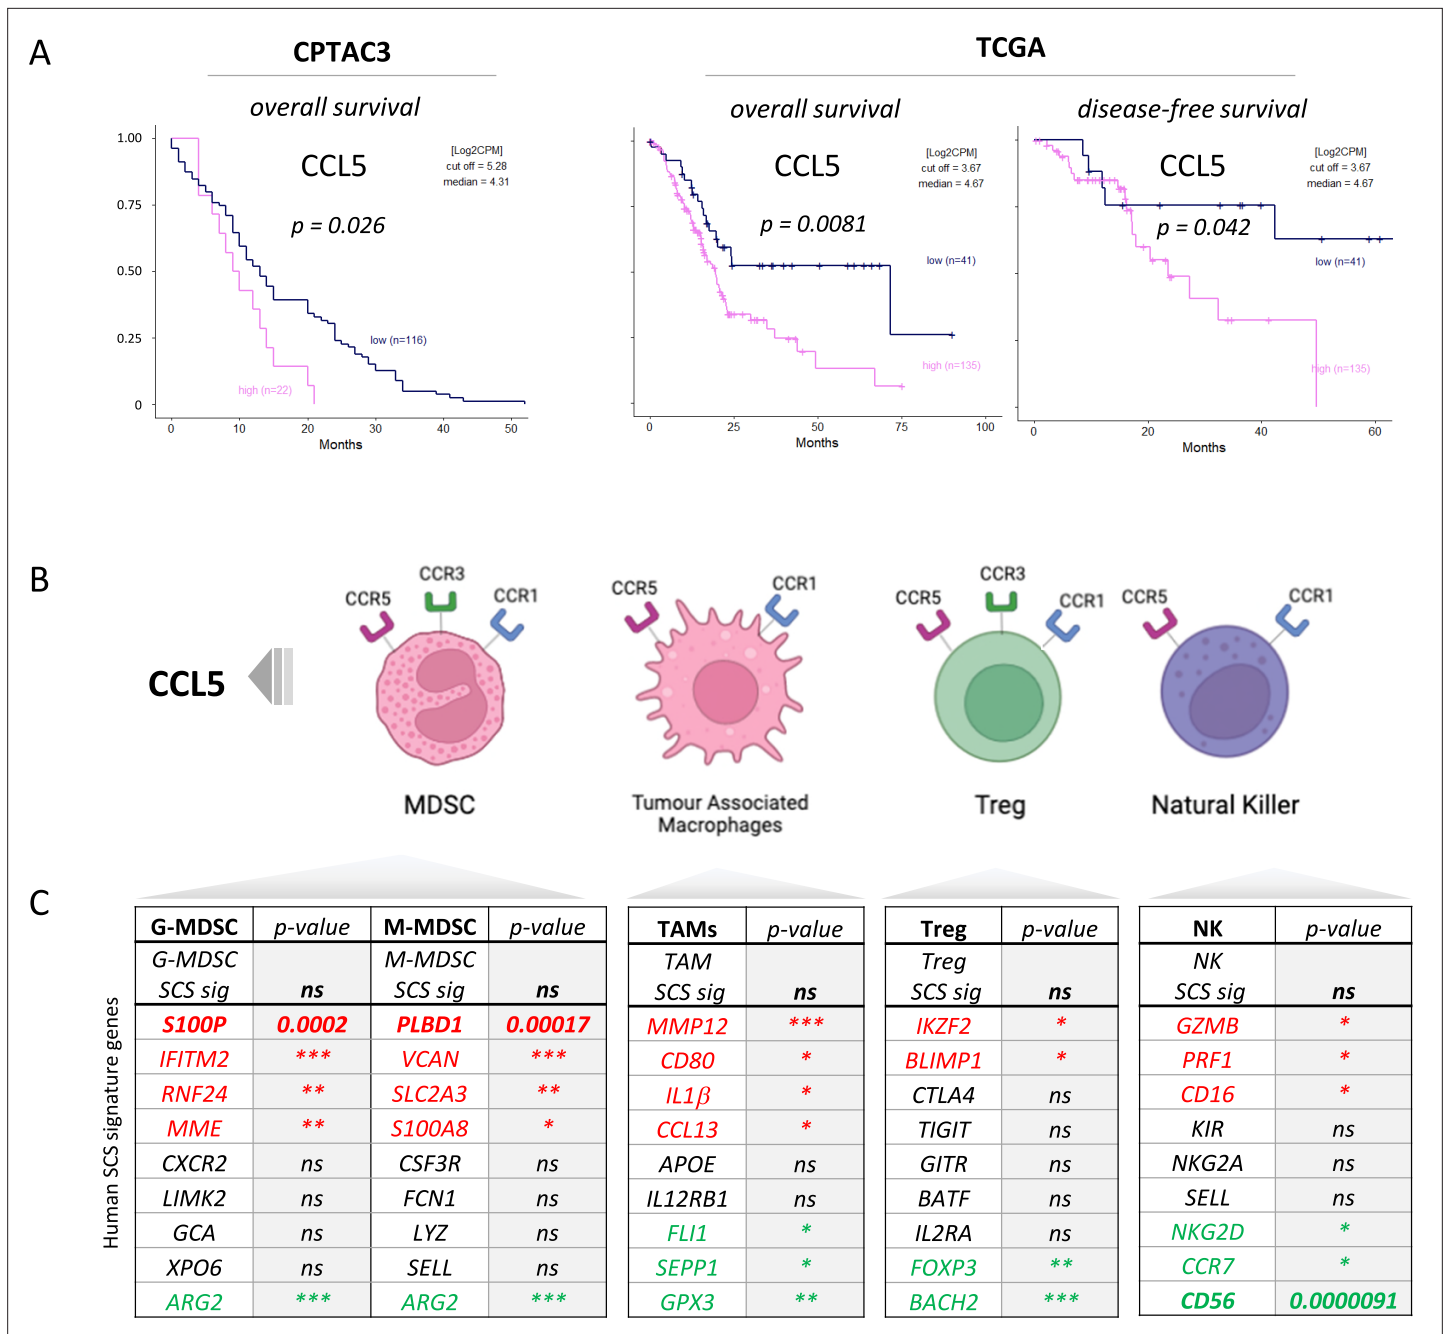 A
CPTAC3
TCGA
overall survival
overall survival
disease-free survival
1.00
0.75
0.50
0.25
0
CCL5
[Log2CPM]
cut off = 5.28
median = 4.31
p = 0.026
low (n=116)
high (n=22)
0 10 20 30 40 50
Months
CCL5
[Log2CPM]
cut off = 3.67
median = 4.67
p = 0.0081
low (n=41)
high (n=135)
0 25 50 75 100
Months
CCL5
[Log2CPM]
cut off = 3.67
median = 4.67
p = 0.042
low (n=41)
high (n=135)
0 20 40 60
Months
B
CCL5
CCR5 CCR3 CCR1
MDSC
CCR5 CCR1
Tumour Associated
Macrophages
CCR5 CCR3 CCR1
Treg
CCR5 CCR1
Natural Killer
C
Human SCS signature genes
G-MDSC p-value M-MDSC p-value
G-MDSC M-MDSC
SCS sig ns SCS sig ns
S100P 0.0002 PLBD1 0.00017
IFITM2 *** VCAN ***
RNF24 ** SLC2A3 **
MME ** S100A8 *
CXCR2 ns CSF3R ns
LIMK2 ns FCN1 ns
GCA ns LYZ ns
XPO6 ns SELL ns
ARG2 *** ARG2 ***
TAMs p-value
TAM
SCS sig ns
MMP12 ***
CD80 *
IL1β *
CCL13 *
APOE ns
IL12RB1 ns
FLI1 *
SEPP1 *
GPX3 **
Treg p-value
Treg
SCS sig ns
IKZF2 *
BLIMP1 *
CTLA4 ns
TIGIT ns
GITR ns
BATF ns
IL2RA ns
FOXP3 **
BACH2 ***
NK p-value
NK
SCS sig ns
GZMB *
PRF1 *
CD16 *
KIR ns
NKG2A ns
SELL ns
NKG2D *
CCR7 *
CD56 0.0000091